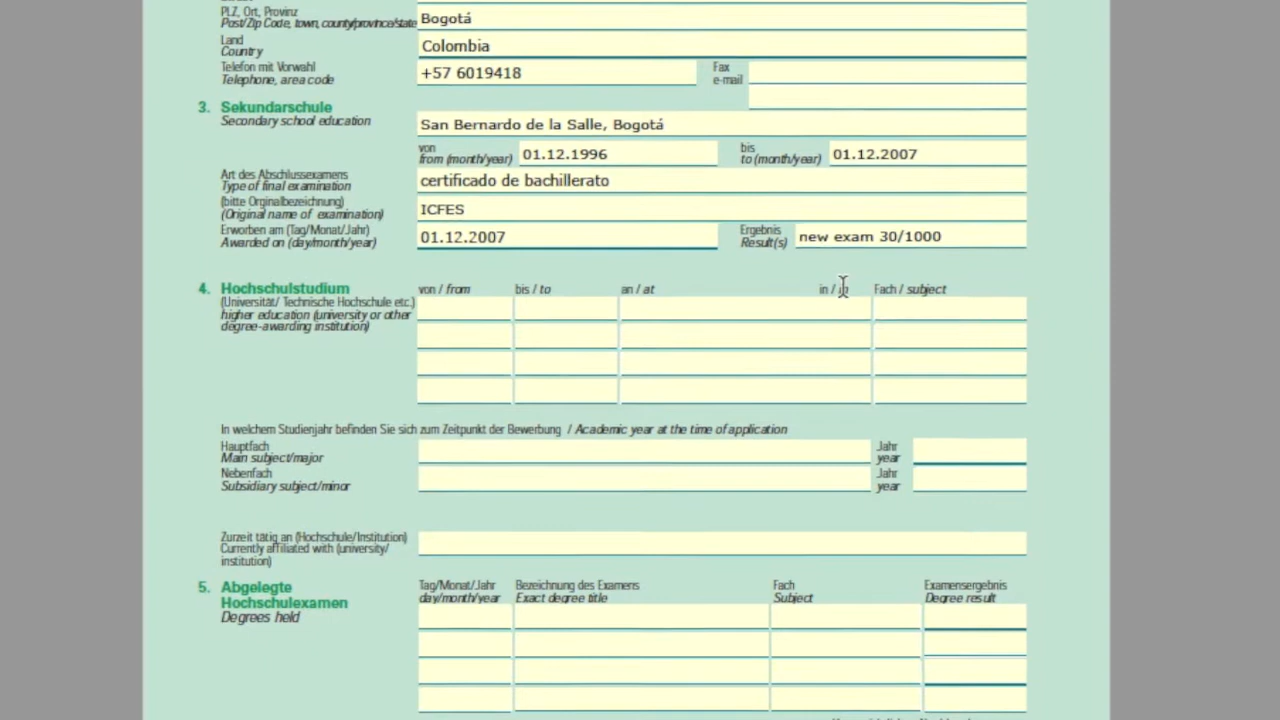 PLZ, Ort, Provinz
Post/Zip Code, town, county/province/state Bogotá
Land
Country Colombia
Telefon mit Vorwahl
Telephone, area code +57 6019418 Fax
e-mail
3. Sekundarschule
Secondary school education San Bernardo de la Salle, Bogotá
von bis
from (month/year) 01.12.1996 to (month/year) 01.12.2007
Art des Abschlussexamens
Type of final examination certificado de bachillerato
(bitte Orginalbezeichnung)
(Original name of examination) ICFES
Erworben am (Tag/Monat/Jahr) Ergebnis
Awarded on (day/month/year) 01.12.2007 Result(s) new exam 30/1000
4. Hochschulstudium von / from bis / to an / at in / in Fach / subject
(Universität/ Technische Hochschule etc.)
higher education (university or other
degree-awarding institution)
In welchem Studienjahr befinden Sie sich zum Zeitpunkt der Bewerbung / Academic year at the time of application
Hauptfach Jahr
Main subject/major year
Nebenfach Jahr
Subsidiary subject/minor year
Zurzeit tätig an (Hochschule/Institution)
Currently affiliated with (university/
institution)
5. Abgelegte Tag/Monat/Jahr Bezeichnung des Examens Fach Examensergebnis
Hochschulexamen day/month/year Exact degree title Subject Degree result
Degrees held